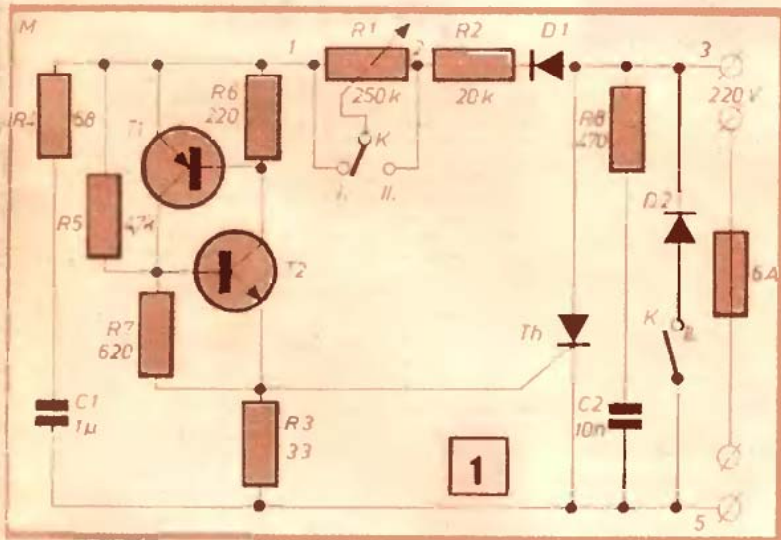 M
1
R1
2
R2
D1
3
250k
20k
220 V
R4
68
R6
220
T1
K
I.
II.
R8
470
R5
47k
D2
T2
6A
R7
620
Th
K
II.
C1
1µ
R3
33
C2
10n
1
5